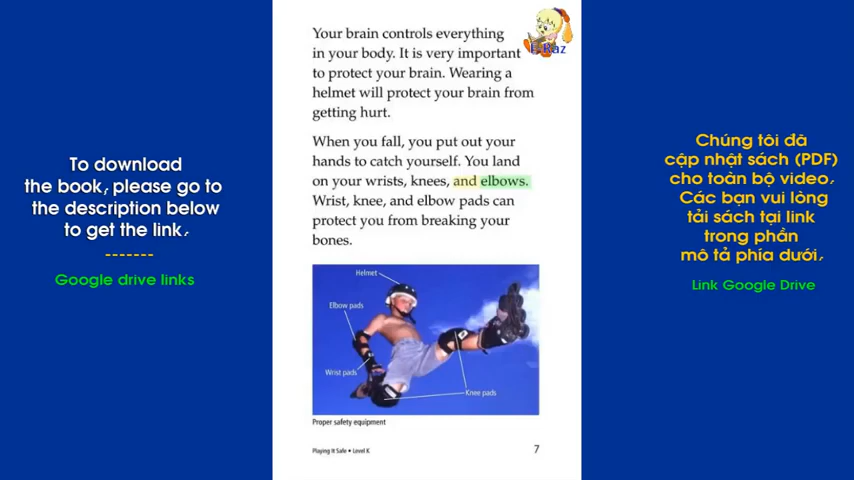 To download
the book, please go to
the description below
to get the link,
-------
Google drive links
E-Raz
Your brain controls everything
in your body. It is very important
to protect your brain. Wearing a
helmet will protect your brain from
getting hurt.
When you fall, you put out your
hands to catch yourself. You land
on your wrists, knees, and elbows.
Wrist, knee, and elbow pads can
protect you from breaking your
bones.
Helmet
Elbow pads
Wrist pads
Knee pads
Proper safety equipment
Playing It Safe • Level K
7
Chúng tôi đã
cập nhật sách (PDF)
cho toàn bộ video,
Các bạn vui lòng
tải sách tại link
trong phần
mô tả phía dưới,
Link Google Drive